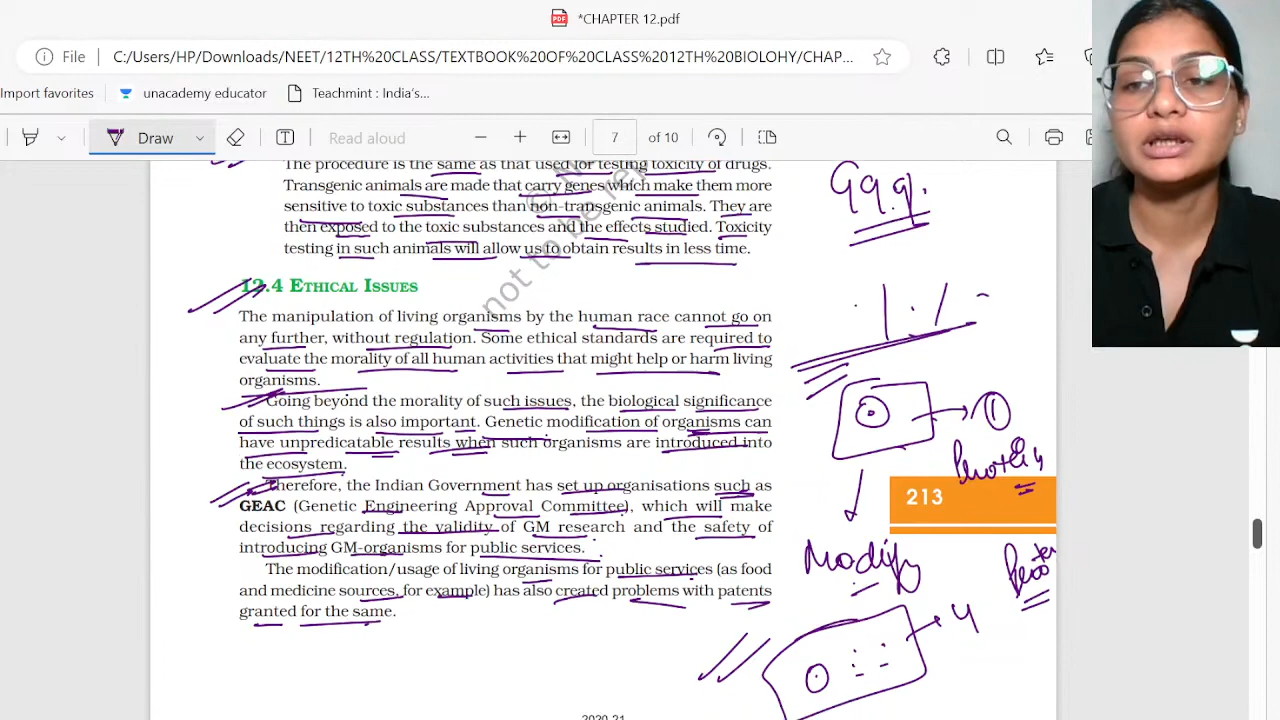 *CHAPTER 12.pdf
File C:/Users/HP/Downloads/NEET/12TH%20CLASS/TEXTBOOK%20OF%20CLASS%2012TH%20BIOLOHY/CHAP...
Import favorites unacademy educator Teachmint : India's...
Draw Read aloud 7 of 10
The procedure is the same as that used for testing toxicity of drugs.
Transgenic animals are made that carry genes which make them more
sensitive to toxic substances than non-transgenic animals. They are
then exposed to the toxic substances and the effects studied. Toxicity
testing in such animals will allow us to obtain results in less time.
99.9.
not to be rep
12.4 ETHICAL ISSUES
The manipulation of living organisms by the human race cannot go on
any further, without regulation. Some ethical standards are required to
evaluate the morality of all human activities that might help or harm living
organisms.
Going beyond the morality of such issues, the biological significance
of such things is also important. Genetic modification of organisms can
have unpredicatable results when such organisms are introduced into
the ecosystem.
Therefore, the Indian Government has set up organisations such as
GEAC (Genetic Engineering Approval Committee), which will make
decisions regarding the validity of GM research and the safety of
introducing GM-organisms for public services.
The modification/usage of living organisms for public services (as food
and medicine sources, for example) has also created problems with patents
granted for the same.
1
213
Modify
4
2020-21